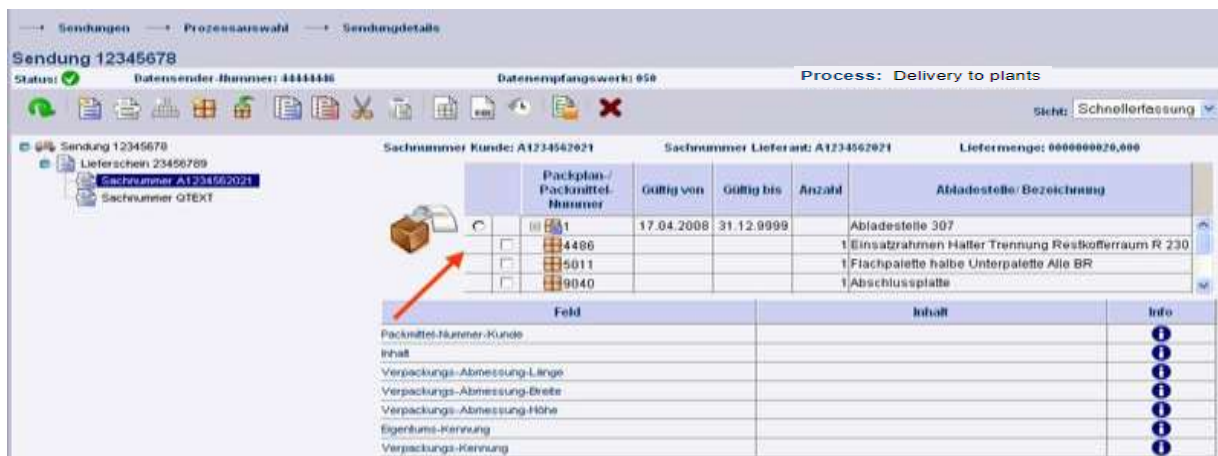 Sendungen Prozessauswahl Sendungdetails
Sendung 12345678
Status: Datensender-Nummer: 44444446 Datenempfangswerk: 050 Process: Delivery to plants
Sicht: Schnellerfassung
Sendung 12345678
Lieferschein 23456789
Sachnummer A1234562021
Sachnummer QTEXT
Sachnummer Kunde: A1234562021 Sachnummer Lieferant: A1234562021 Liefermenge: 0000000020,000
Packplan-/ Packmittel-Nummer Gültig von Gültig bis Anzahl Abladestelle/ Bezeichnung
1 17.04.2008 31.12.9999 Abladestelle 307
4486 1 Einsatzrahmen Halter Trennung Restkofferraum R 230
5011 1 Flachpalette halbe Unterpalette Alle BR
9040 1 Abschlussplatte
Feld Inhalt Info
Packmittel-Nummer-Kunde
Inhalt
Verpackungs-Abmessung-Länge
Verpackungs-Abmessung-Breite
Verpackungs-Abmessung-Höhe
Eigentums-Kennung
Verpackungs-Kennung